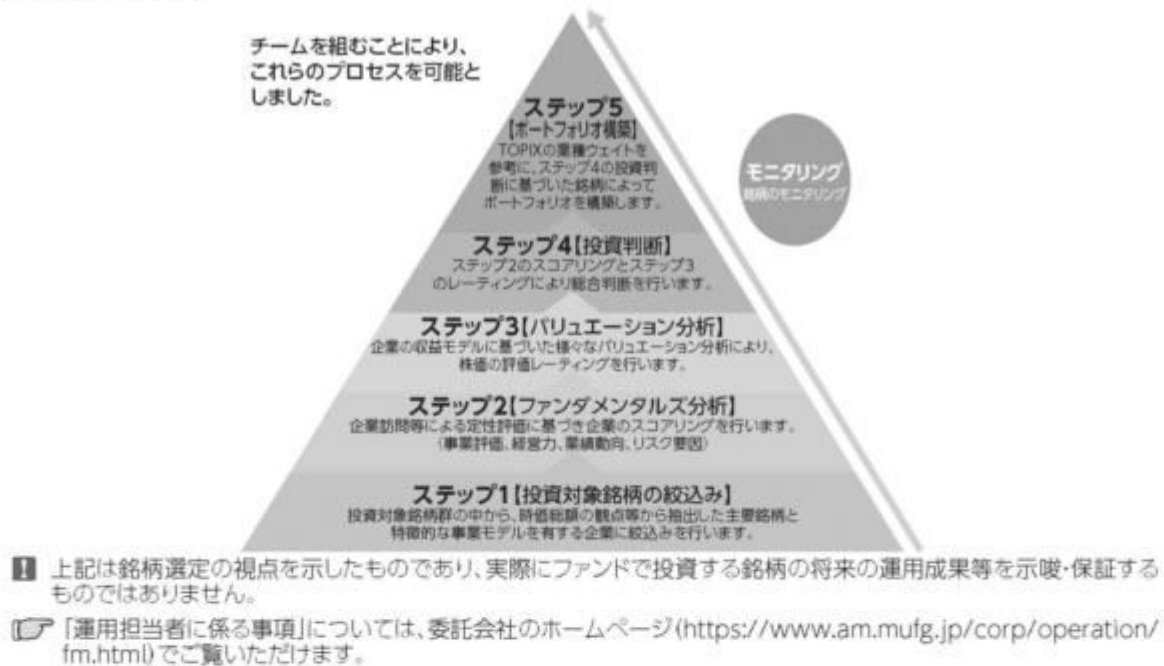 チームを組むことにより、
これらのプロセスを可能と
しました。
ステップ5
【ポートフォリオ構築】
TOPIXの業種ウェイトを
参考に、ステップ4の投資判
断に基づいた銘柄によって
ポートフォリオを構築します。
モニタリング
銘柄のモニタリング
ステップ4【投資判断】
ステップ2のスコアリングとステップ3
のレーティングにより総合判断を行います。
ステップ3【バリュエーション分析】
企業の収益モデルに基づいた様々なバリュエーション分析により、
株価の評価レーティングを行います。
ステップ2【ファンダメンタルズ分析】
企業訪問等による定性評価に基づき企業のスコアリングを行います。
(事業評価、経営力、業績動向、リスク要因)
ステップ1【投資対象銘柄の絞込み】
投資対象銘柄群の中から、時価総額の観点等から抽出した主要銘柄と
特徴的な事業モデルを有する企業に絞込みを行います。
! 上記は銘柄選定の視点を示したものであり、実際にファンドで投資する銘柄の将来の運用成果等を示唆・保証する
ものではありません。
「運用担当者に係る事項」については、委託会社のホームページ(https://www.am.mufg.jp/corp/operation/
fm.html)でご覧いただけます。